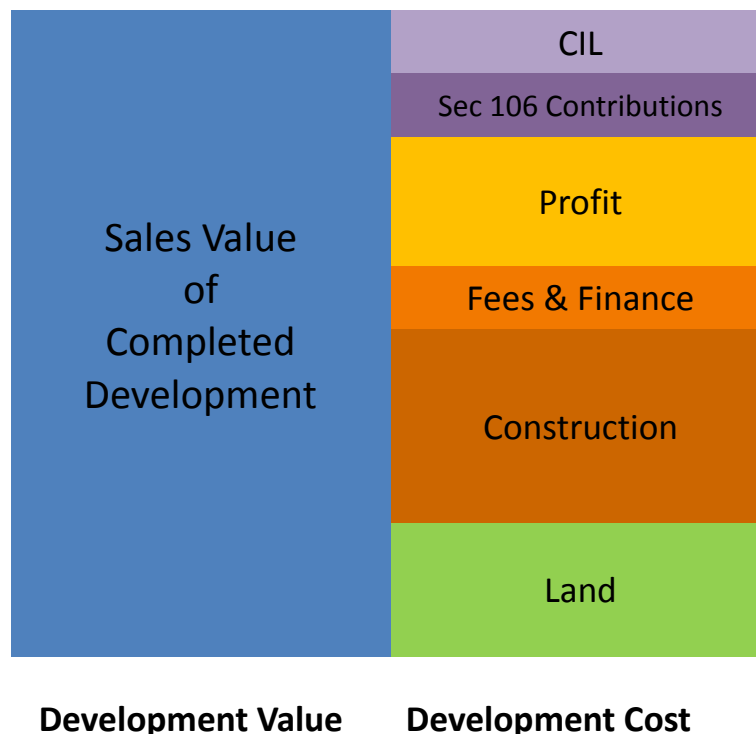 Sales Value
of
Completed
Development
CIL
Sec 106 Contributions
Profit
Fees & Finance
Construction
Land
Development Value
Development Cost